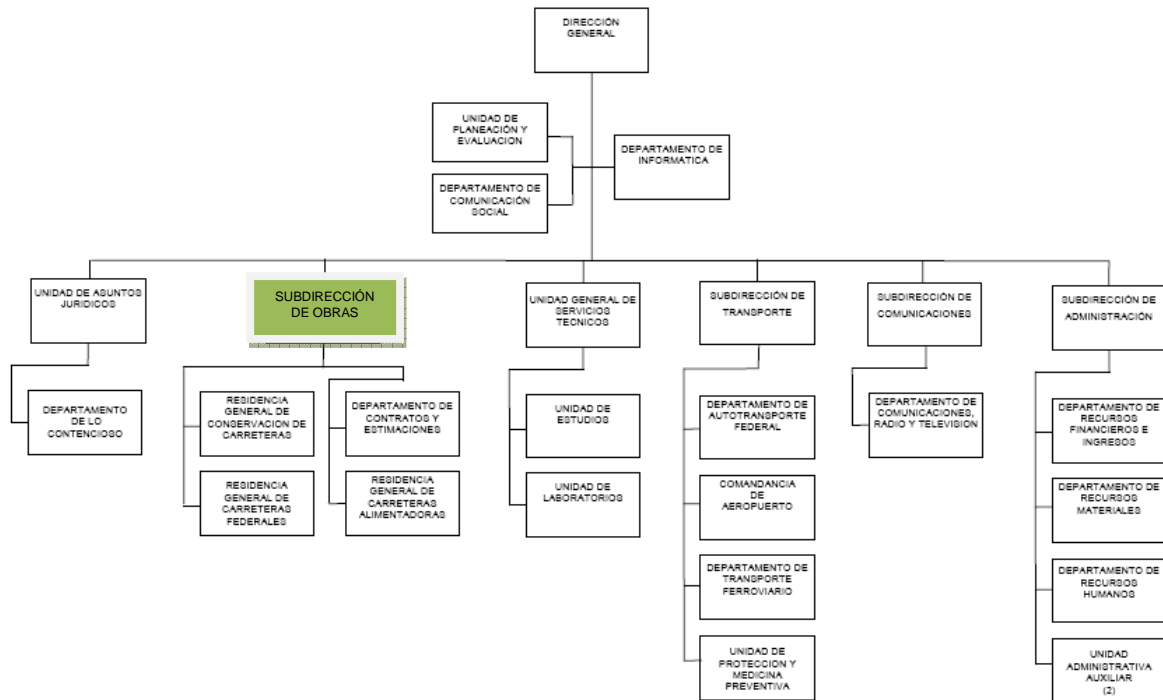 DIRECCIÓN
GENERAL
UNIDAD DE
PLANEACIÓN Y
EVALUACION
DEPARTAMENTO DE
INFORMATICA
DEPARTAMENTO DE
COMUNICACIÓN
SOCIAL
UNIDAD DE ASUNTOS
JURIDICOS
SUBDIRECCIÓN
DE OBRAS
UNIDAD GENERAL DE
SERVICIOS
TECNICOS
SUBDIRECCIÓN DE
TRANSPORTE
SUBDIRECCIÓN
DE COMUNICACIONES
SUBDIRECCIÓN DE
ADMINISTRACIÓN
DEPARTAMENTO
DE LO
CONTENCIOSO
RESIDENCIA
GENERAL DE
CONSERVACION DE
CARRETERAS
DEPARTAMENTO DE
CONTRATOS Y
ESTIMACIONES
RESIDENCIA
GENERAL DE
CARRETERAS
FEDERALES
RESIDENCIA
GENERAL DE
CARRETERAS
ALIMENTADORAS
UNIDAD DE
ESTUDIOS
UNIDAD DE
LABORATORIOS
DEPARTAMENTO DE
AUTOTRANSPORTE
FEDERAL
COMANDANCIA
DE
AEROPUERTO
DEPARTAMENTO DE
TRANSPORTE
FERROVIARIO
UNIDAD DE
PROTECCION Y
MEDICINA
PREVENTIVA
DEPARTAMENTO DE
COMUNICACIONES,
RADIO Y TELEVISION
DEPARTAMENTO DE
RECURSOS
FINANCIEROS E
INGRESOS
DEPARTAMENTO DE
RECURSOS
MATERIALES
DEPARTAMENTO DE
RECURSOS
HUMANOS
UNIDAD
ADMINISTRATIVA
AUXILIAR
(2)